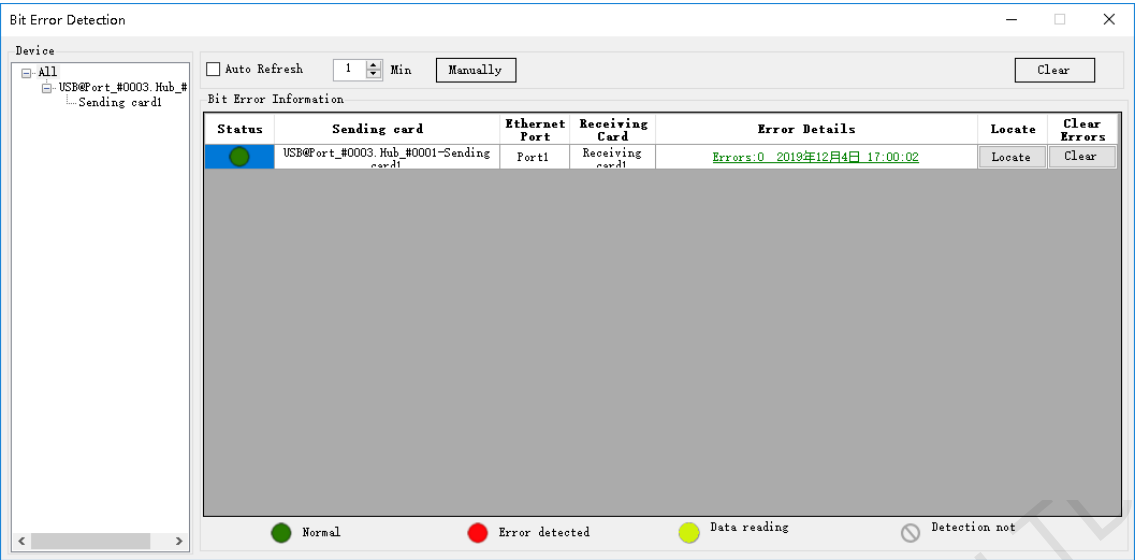 Bit Error Detection
Device
All
USB@Port_#0003.Hub_#
Sending card1
Auto Refresh 1 Min Manually Clear
Bit Error Information
Status Sending card Ethernet Port Receiving Card Error Details Locate Clear Errors
USB@Port_#0003.Hub_#0001-Sending card1 Port1 Receiving card1 Errors:0 2019年12月4日 17:00:02 Locate Clear
Normal Error detected Data reading Detection not